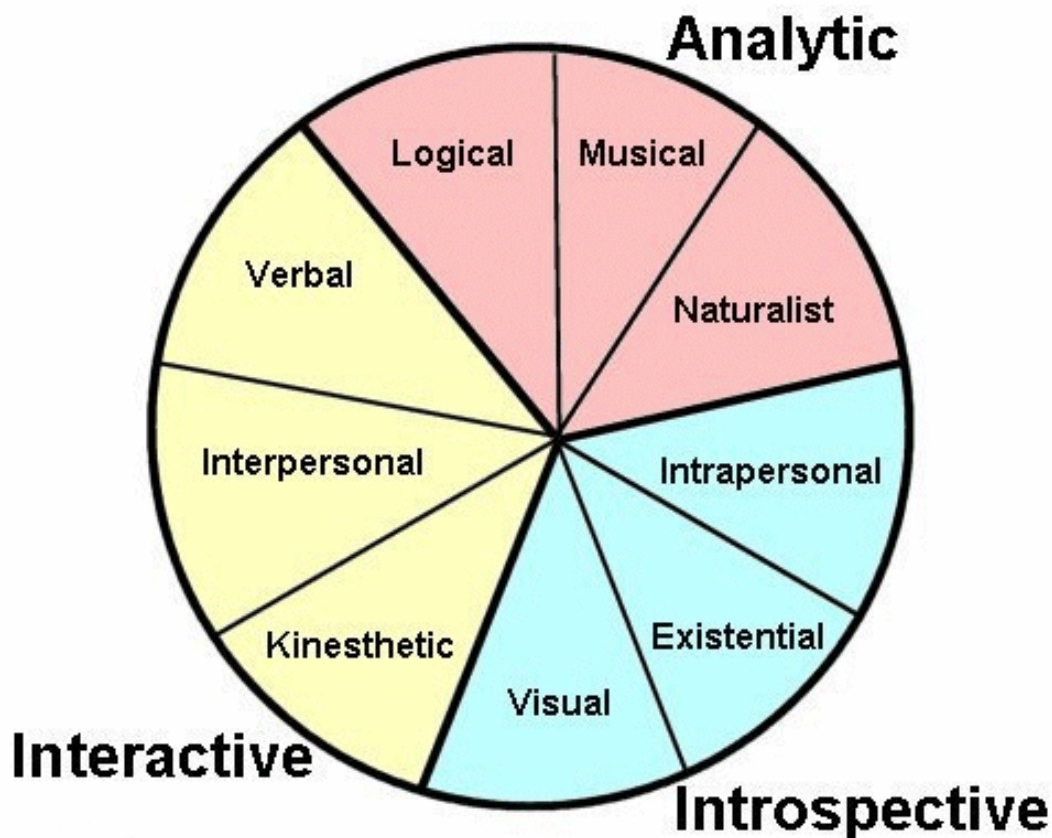 Analytic
Logical
Musical
Naturalist
Verbal
Interpersonal
Kinesthetic
Intrapersonal
Existential
Visual
Interactive
Introspective